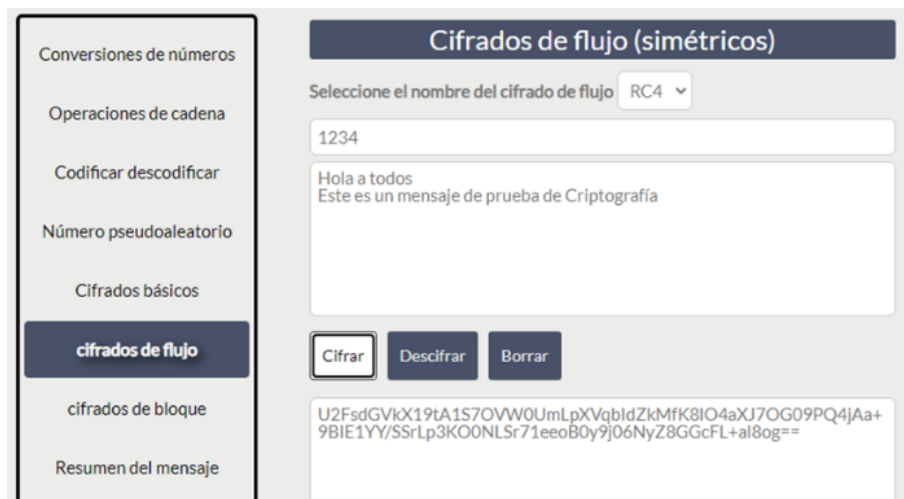 Conversiones de números
Operaciones de cadena
Codificar descodificar
Número pseudoaleatorio
Cifrados básicos
cifrados de flujo
cifrados de bloque
Resumen del mensaje
Cifrados de flujo (simétricos)
Seleccione el nombre del cifrado de flujo RC4
1234
Hola a todos
Este es un mensaje de prueba de Criptografía
Cifrar Descifrar Borrar
U2FsdGVkX19tA1S7OVW0UmLpXVqbIdZkMfK8IO4aXJ7OG09PQ4jAa+
9BIE1YY/SSrLp3KO0NLSr71eeoB0y9j06NyZ8GGcFL+al8og==